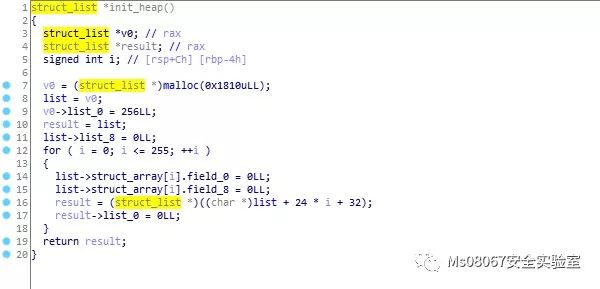 1 struct_list *init_heap()
2 {
3 struct_list *v0; // rax
4 struct_list *result; // rax
5 signed int i; // [rsp+Ch] [rbp-4h]
6
7 v0 = (struct_list *)malloc(0x1810uLL);
8 list = v0;
9 v0->list_0 = 256LL;
10 result = list;
11 list->list_8 = 0LL;
12 for ( i = 0; i <= 255; ++i )
13 {
14 list->struct_array[i].field_0 = 0LL;
15 list->struct_array[i].field_8 = 0LL;
16 result = (struct_list *)((char *)list + 24 * i + 32);
17 result->list_0 = 0LL;
18 }
19 return result;
20 }
Ms08067安全实验室